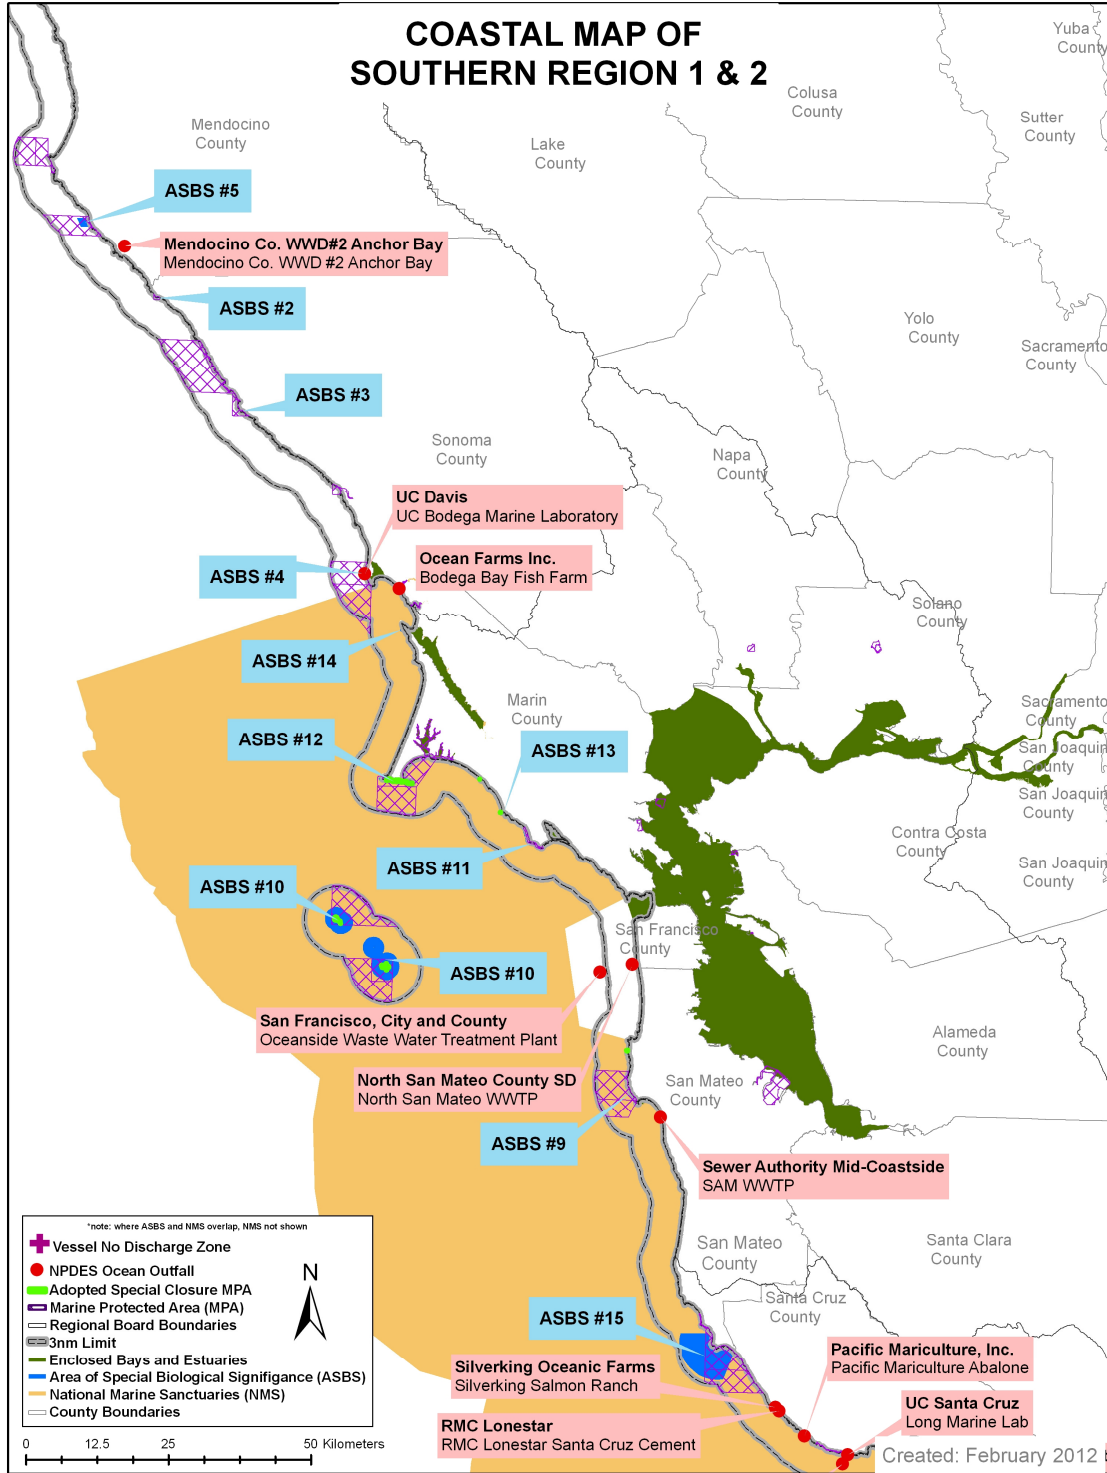 COASTAL MAP OF
SOUTHERN REGION 1 & 2
Yuba
County
Colusa
County
Sutter
County
Mendocino
County
Lake
County
ASBS #5
Mendocino Co. WWD#2 Anchor Bay
Mendocino Co. WWD #2 Anchor Bay
ASBS #2
Yolo
County
Sacramento
County
ASBS #3
Sonoma
County
Napa
County
UC Davis
UC Bodega Marine Laboratory
Ocean Farms Inc.
Bodega Bay Fish Farm
ASBS #4
Solano
County
ASBS #14
Marin
County
Sacramento
County
ASBS #12
ASBS #13
San Joaquin
County
San Joaquin
County
Contra Costa
County
San Joaquin
County
ASBS #11
ASBS #10
San Francisco
County
ASBS #10
San Francisco, City and County
Oceanside Waste Water Treatment Plant
Alameda
County
North San Mateo County SD
North San Mateo WWTP
San Mateo
County
ASBS #9
Sewer Authority Mid-Coastside
SAM WWTP
San Mateo
County
Santa Clara
County
Santa Cruz
County
ASBS #15
Pacific Mariculture, Inc.
Pacific Mariculture Abalone
Silverking Oceanic Farms
Silverking Salmon Ranch
UC Santa Cruz
Long Marine Lab
RMC Lonestar
RMC Lonestar Santa Cruz Cement
*note: where ASBS and NMS overlap, NMS not shown
Vessel No Discharge Zone
NPDES Ocean Outfall
Adopted Special Closure MPA
Marine Protected Area (MPA)
Regional Board Boundaries
3nm Limit
Enclosed Bays and Estuaries
Area of Special Biological Signifigance (ASBS)
National Marine Sanctuaries (NMS)
County Boundaries
N
0 12.5 25 50 Kilometers
Created: February 2012